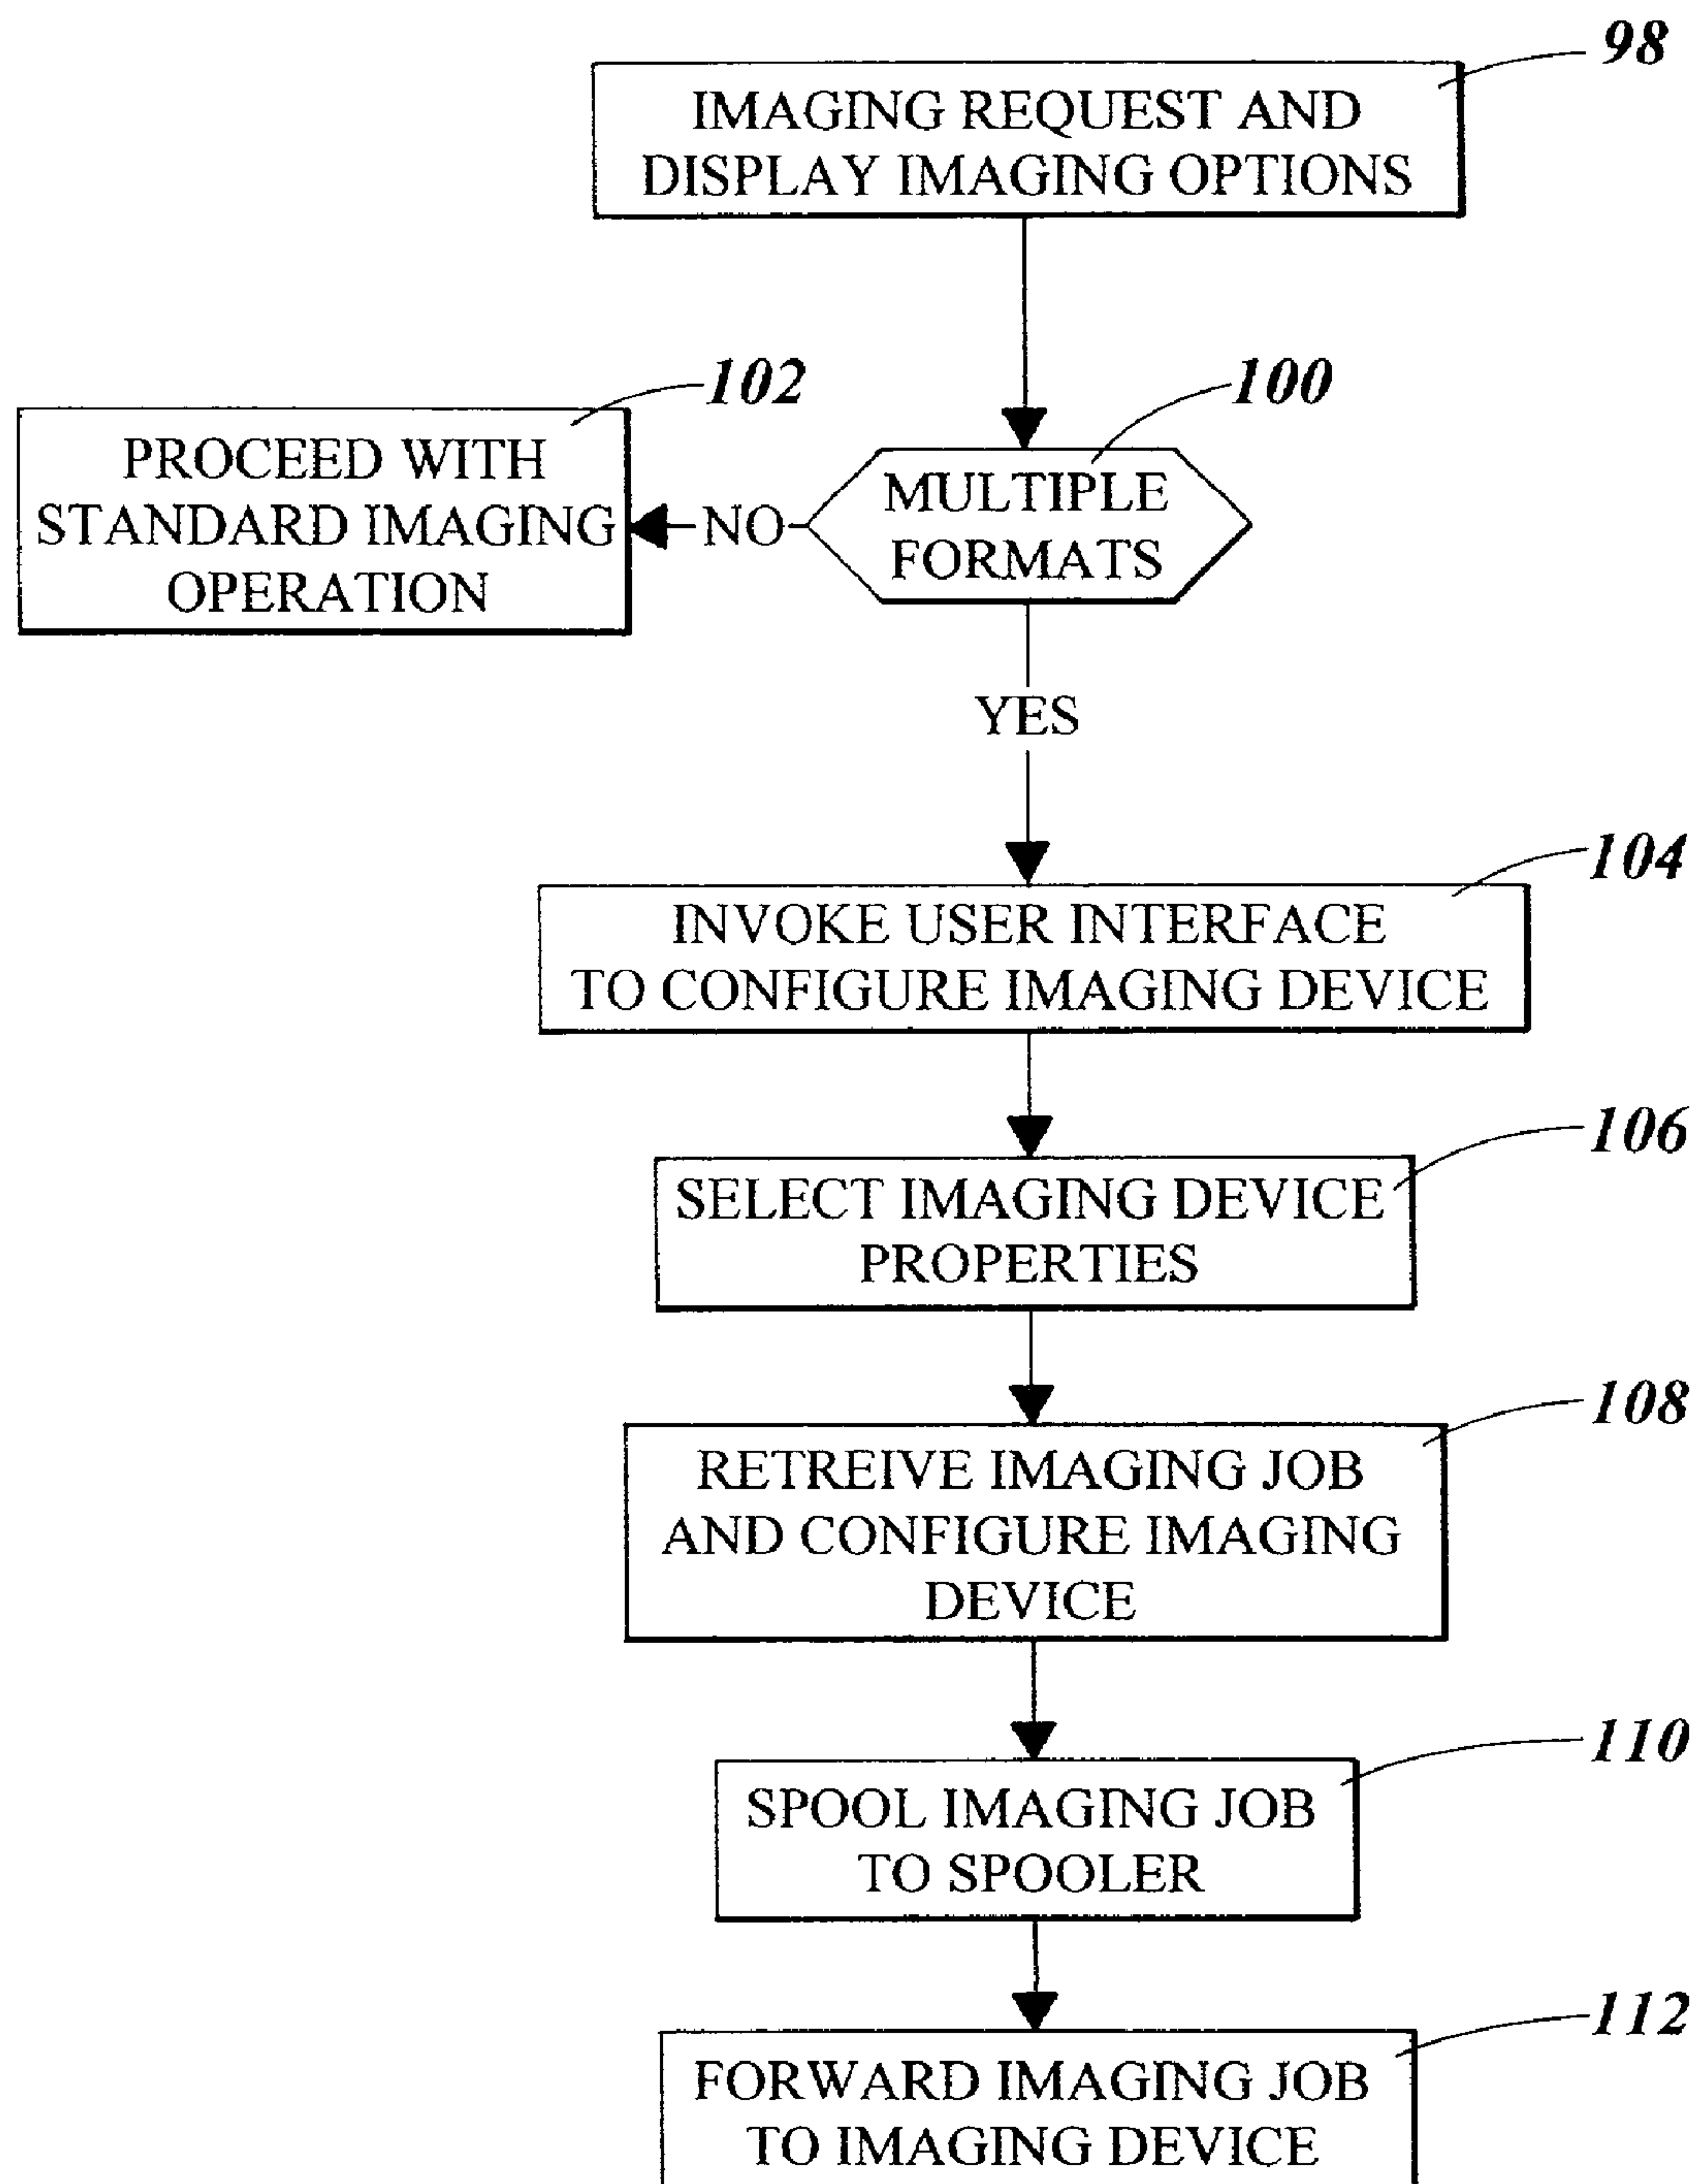 98
IMAGING REQUEST AND
DISPLAY IMAGING OPTIONS
102
100
PROCEED WITH
STANDARD IMAGING
OPERATION
NO
MULTIPLE
FORMATS
YES
104
INVOKE USER INTERFACE
TO CONFIGURE IMAGING DEVICE
106
SELECT IMAGING DEVICE
PROPERTIES
108
RETREIVE IMAGING JOB
AND CONFIGURE IMAGING
DEVICE
110
SPOOL IMAGING JOB
TO SPOOLER
112
FORWARD IMAGING JOB
TO IMAGING DEVICE